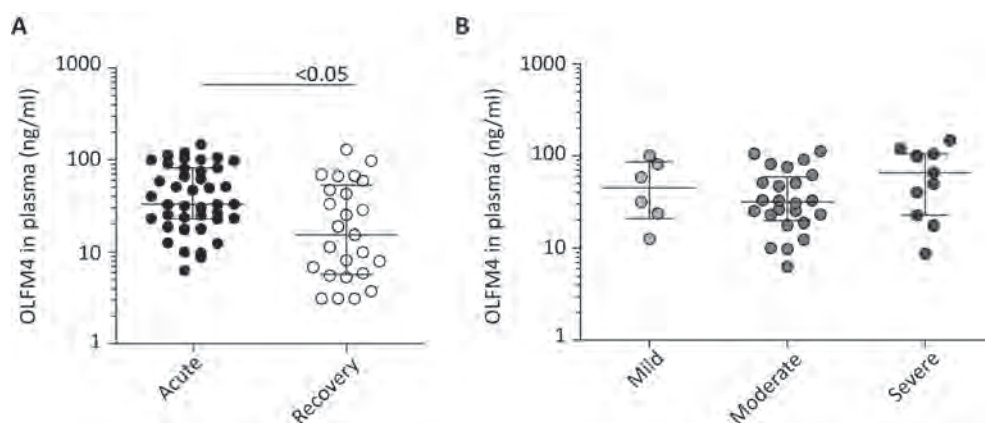 A
OLFM4 in plasma (ng/ml)
1000
100
10
1
<0.05
Acute
Recovery
B
OLFM4 in plasma (ng/ml)
1000
100
10
1
Mild
Moderate
Severe